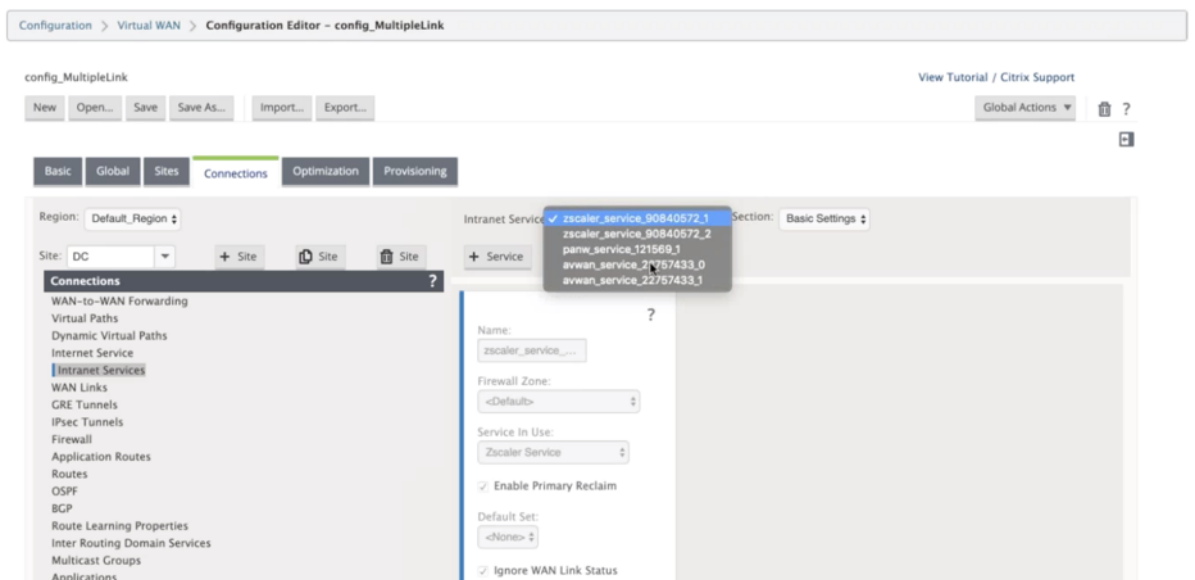 Configuration > Virtual WAN > Configuration Editor – config_MultipleLink
config_MultipleLink
View Tutorial / Citrix Support
New Open... Save Save As... Import... Export... Global Actions ?
Basic Global Sites Connections Optimization Provisioning
Region: Default_Region
Intranet Service
✓ zscaler_service_90840572_1
zscaler_service_90840572_2
panw_service_121569_1
avwan_service_22757433_0
avwan_service_22757433_1
Section: Basic Settings
Site: DC + Site Site Site
+ Service
Connections ?
WAN-to-WAN Forwarding
Virtual Paths
Dynamic Virtual Paths
Internet Service
Intranet Services
WAN Links
GRE Tunnels
IPsec Tunnels
Firewall
Application Routes
Routes
OSPF
BGP
Route Learning Properties
Inter Routing Domain Services
Multicast Groups
Applications
?
Name:
zscaler_service_...
Firewall Zone:
<Default>
Service In Use:
Zscaler Service
Enable Primary Reclaim
Default Set:
<None>
Ignore WAN Link Status